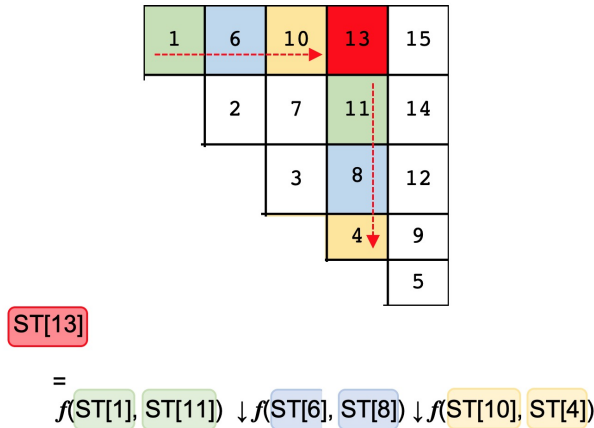 1 6 10 13 15
2 7 11 14
3 8 12
4 9
5
ST[13]
=
f(ST[1], ST[11]) ↓ f(ST[6], ST[8]) ↓ f(ST[10], ST[4])